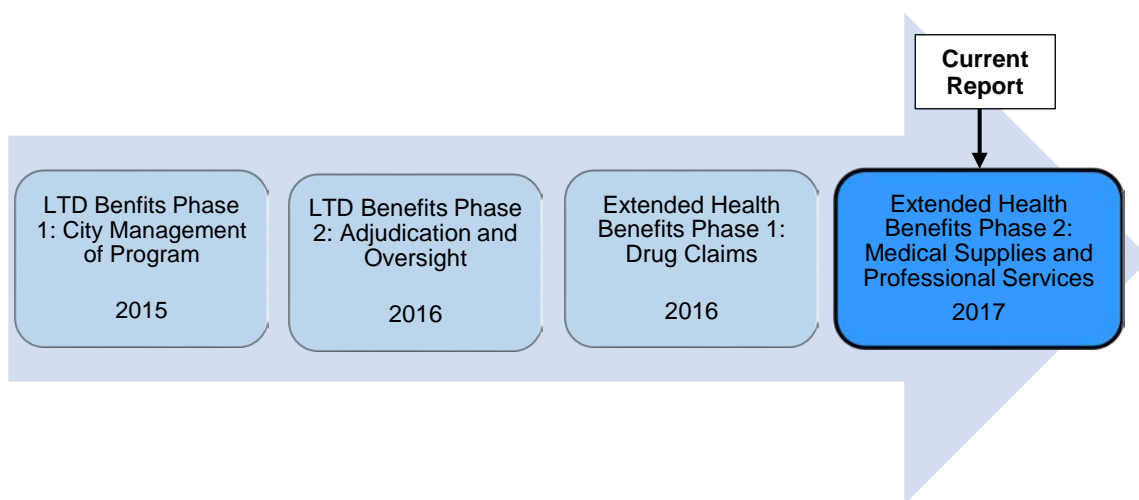 Current
Report
LTD Benfits Phase
1: City Management
of Program
2015
LTD Benefits Phase
2: Adjudication and
Oversight
2016
Extended Health
Benefits Phase 1:
Drug Claims
2016
Extended Health
Benefits Phase 2:
Medical Supplies and
Professional Services
2017